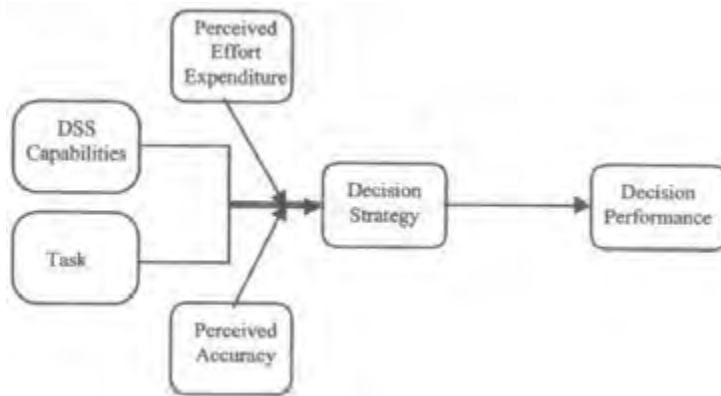 Perceived
Effort
Expenditure
DSS
Capabilities
Decision
Strategy
Decision
Performance
Task
Perceived
Accuracy